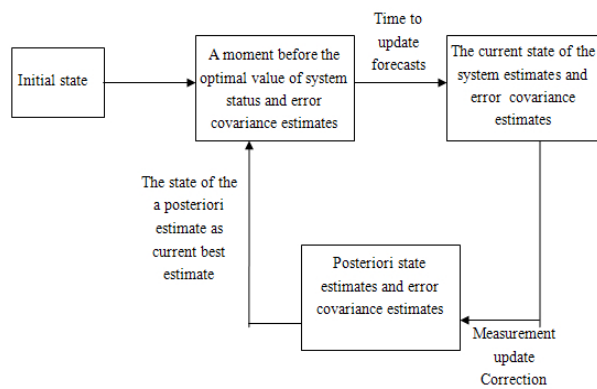 Initial state
A moment before the
optimal value of system
status and error
covariance estimates
Time to
update
forecasts
The current state of the
system estimates and
error covariance
estimates
The state of the
a posteriori
estimate as
current best
estimate
Posteriori state
estimates and error
covariance estimates
Measurement
update
Correction